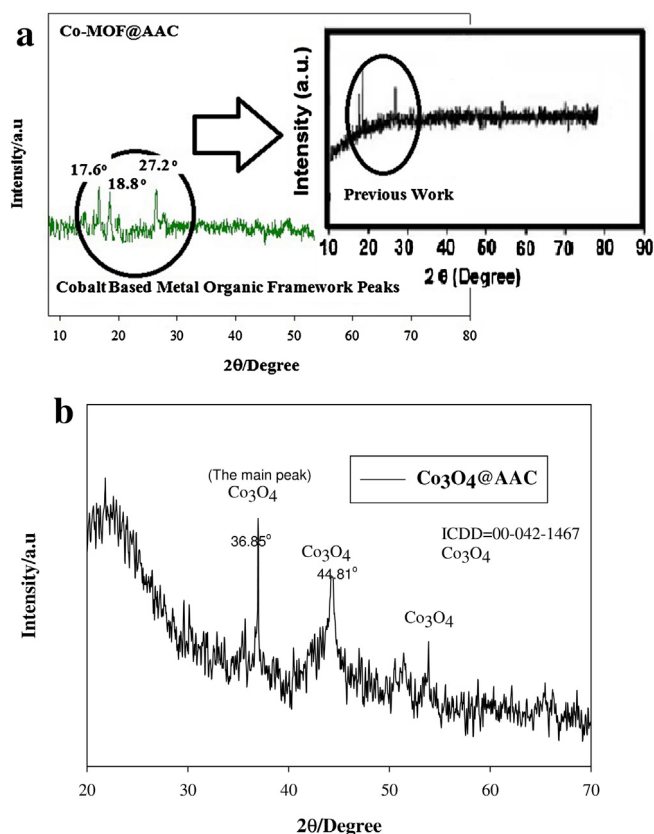 a
Co-MOF@AAC
Intensity/a.u
17.6°
18.8°
27.2°
Cobalt Based Metal Organic Framework Peaks
10 20 30 40 50 60 70 80
2θ/Degree
Intensity (a.u.)
Previous Work
10 20 30 40 50 60 70 80 90
2 θ (Degree)
b
(The main peak)
Co3O4
36.85°
Co3O4
44.81°
Co3O4
Co3O4@AAC
ICDD=00-042-1467
Co3O4
Intensity/a.u
20 30 40 50 60 70
2θ/Degree